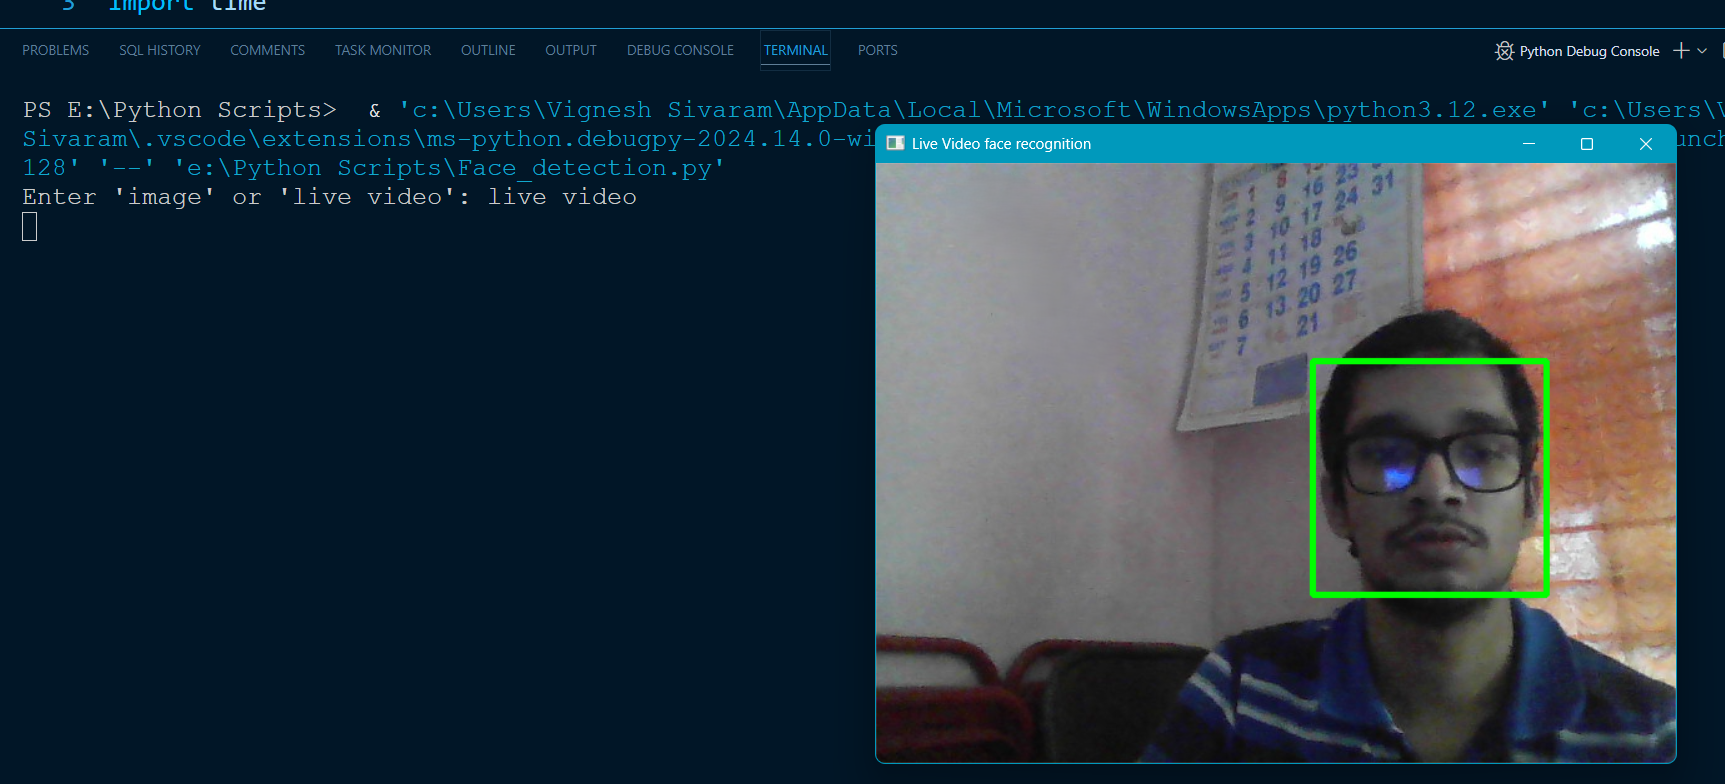 3 import time
PROBLEMS SQL HISTORY COMMENTS TASK MONITOR OUTLINE OUTPUT DEBUG CONSOLE TERMINAL PORTS
Python Debug Console
PS E:\Python Scripts> & 'c:\Users\Vignesh Sivaram\AppData\Local\Microsoft\WindowsApps\python3.12.exe' 'c:\Users\V
Sivaram\.vscode\extensions\ms-python.debugpy-2024.14.0-wi unch
128' '--' 'e:\Python Scripts\Face_detection.py'
Enter 'image' or 'live video': live video
Live Video face recognition
1 8 16 23 31
2 9 17 24
3 10 18
4 11 19 26
5 12 20 27
6 13 21
7